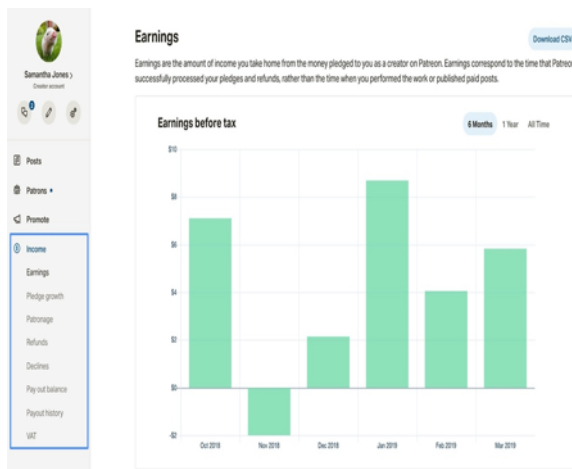 Samantha Jones >
Creator account
2
Posts
Patrons •
Promote
Income
Earnings
Pledge growth
Patronage
Refunds
Declines
Pay out balance
Payout history
VAT
Earnings
Download CSV
Earnings are the amount of income you take home from the money pledged to you as a creator on Patreon. Earnings correspond to the time that Patreo
successfully processed your pledges and refunds, rather than the time when you performed the work or published paid posts.
Earnings before tax
6 Months 1 Year All Time
$10
$8
$6
$4
$2
$0
-$2
Oct 2018 Nov 2018 Dec 2018 Jan 2019 Feb 2019 Mar 2019